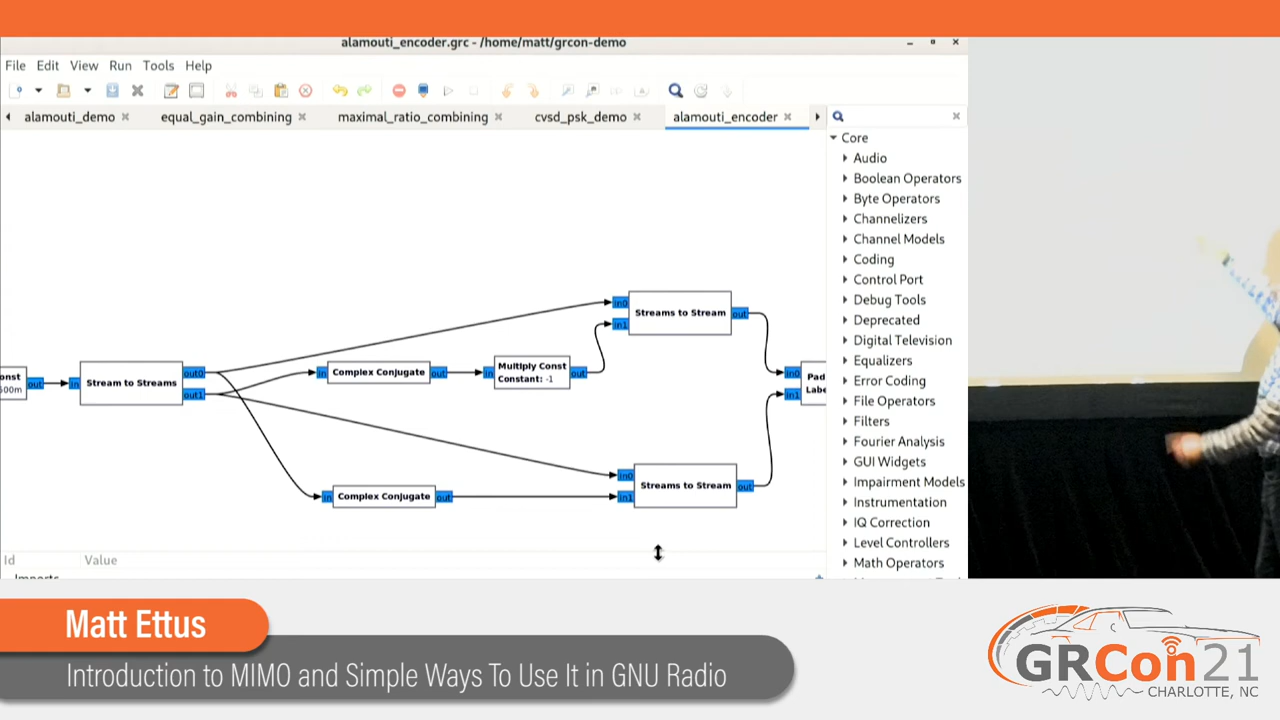 alamouti_encoder.grc - /home/matt/grcon-demo
File Edit View Run Tools Help
alamouti_demo equal_gain_combining maximal_ratio_combining cvsd_psk_demo alamouti_encoder
Core
Audio
Boolean Operators
Byte Operators
Channelizers
Channel Models
Coding
Control Port
Debug Tools
Deprecated
Digital Television
Equalizers
Error Coding
File Operators
Filters
Fourier Analysis
GUI Widgets
Impairment Models
Instrumentation
IQ Correction
Level Controllers
Math Operators
onst
500m
out
in
Stream to Streams
out0
out1
in
Complex Conjugate
out
in
Multiply Const
Constant: -1
out
in0
in1
Streams to Stream
out
in
Complex Conjugate
out
in0
in1
Streams to Stream
out
in0
in1
Pad
Labe
Id Value
Imports
Matt Ettus
Introduction to MIMO and Simple Ways To Use It in GNU Radio
GRCon21
CHARLOTTE, NC